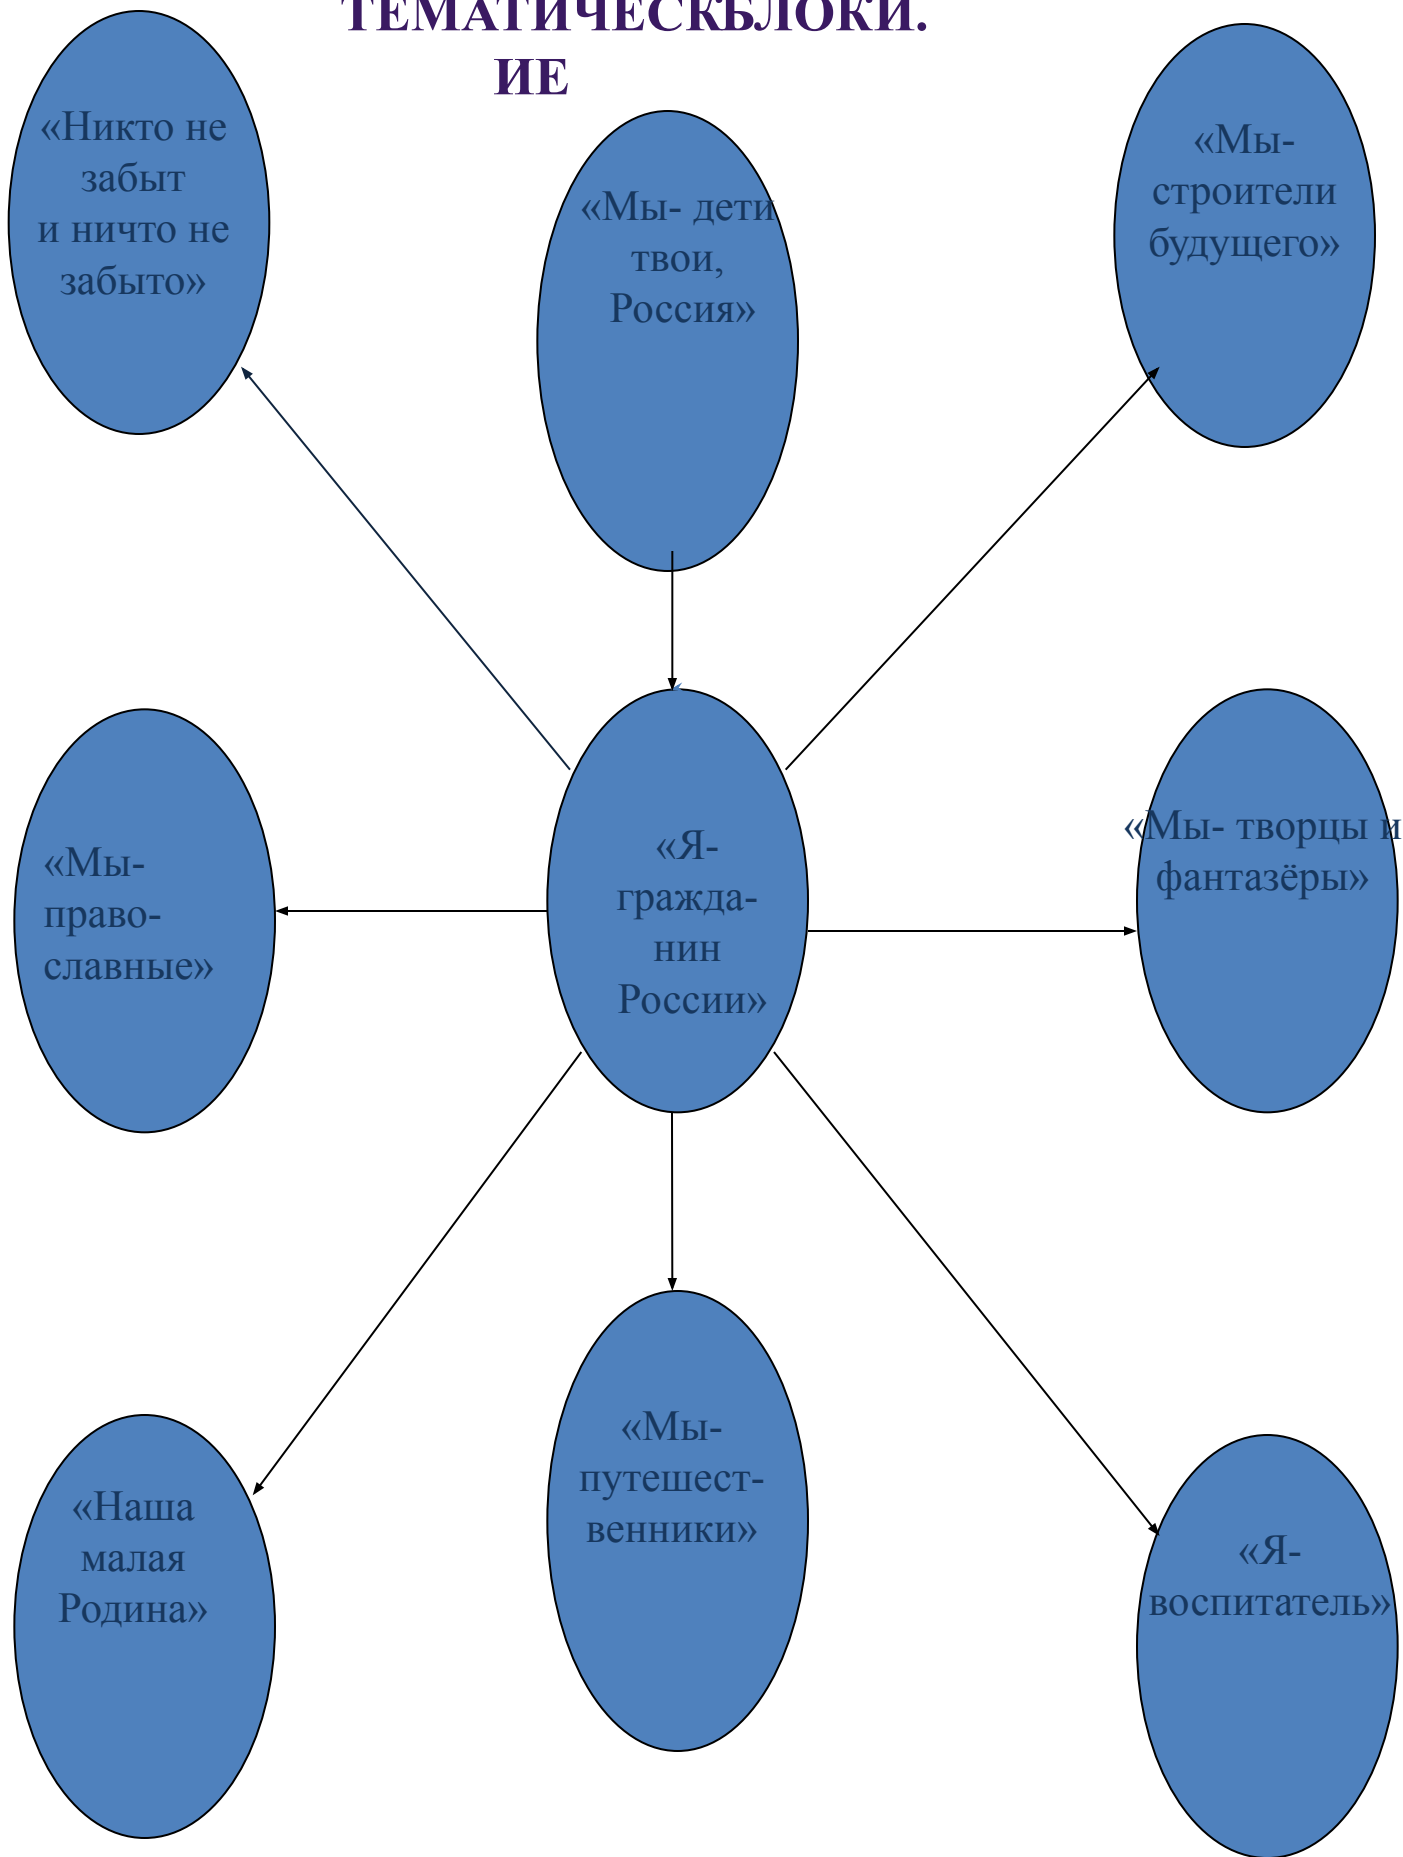 ТЕМАТИЧЕСКБЛОКИ.
ИЕ
«Никто не
забыт
и ничто не
забыто»
«Мы- дети
твои,
Россия»
«Мы-
строители
будущего»
«Мы-
право-
славные»
«Я-
гражда-
нин
России»
«Мы- творцы и
фантазёры»
«Наша
малая
Родина»
«Мы-
путешест-
венники»
«Я-
воспитатель»